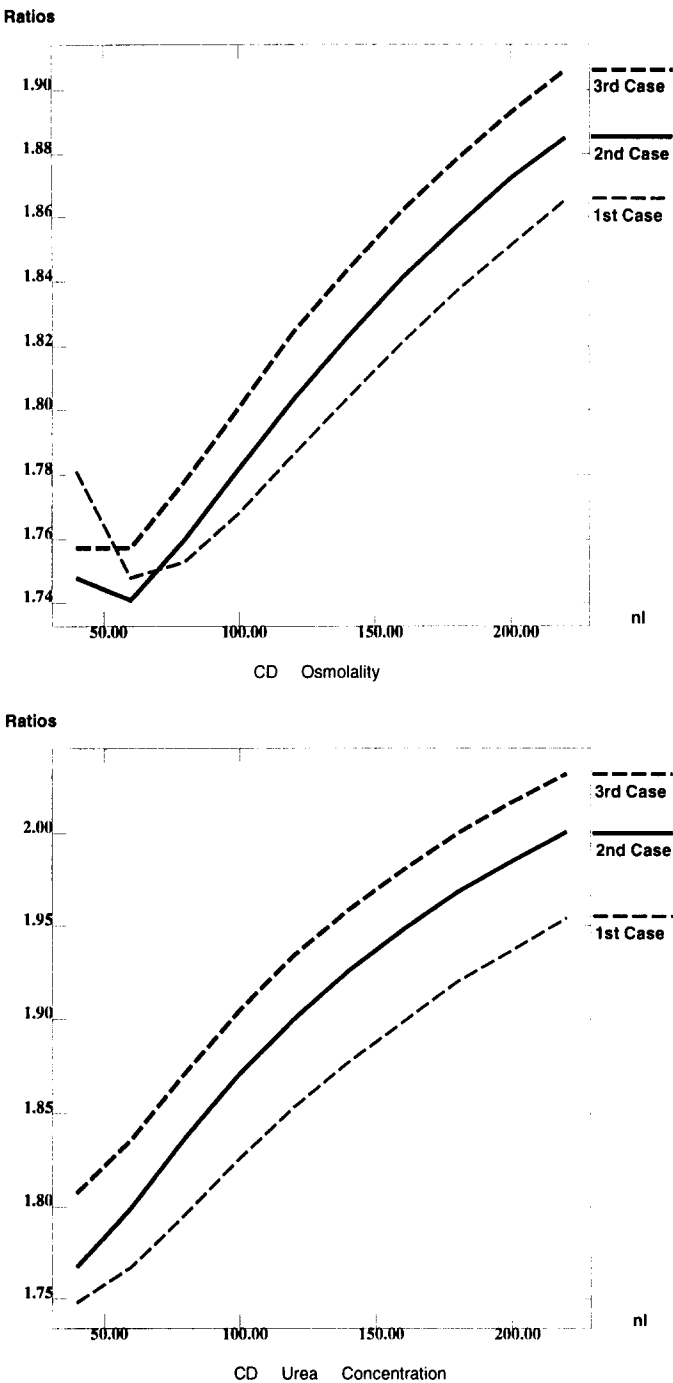 Ratios
1.90
3rd Case
1.88
2nd Case
1.86
1st Case
1.84
1.82
1.80
1.78
1.76
1.74
nl
50.00 100.00 150.00 200.00
CD Osmolality
Ratios
3rd Case
2.00
2nd Case
1.95
1st Case
1.90
1.85
1.80
1.75
nl
50.00 100.00 150.00 200.00
CD Urea Concentration